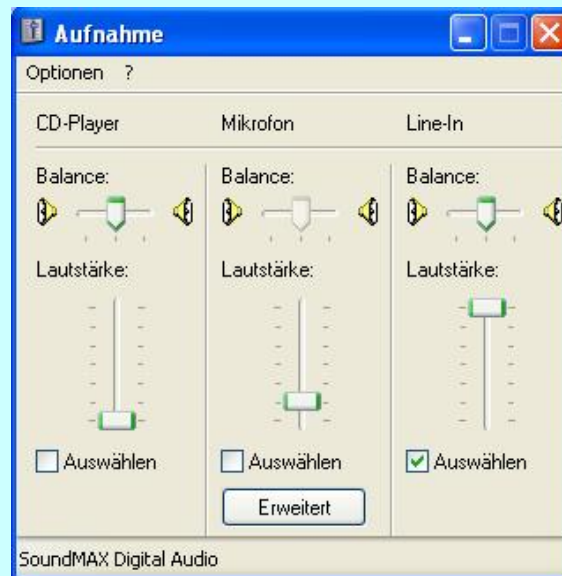 Aufnahme
Optionen ?
CD-Player Mikrofon Line-In
Balance: Balance: Balance:
Lautstärke: Lautstärke: Lautstärke:
Auswählen Auswählen Auswählen
Erweitert
SoundMAX Digital Audio